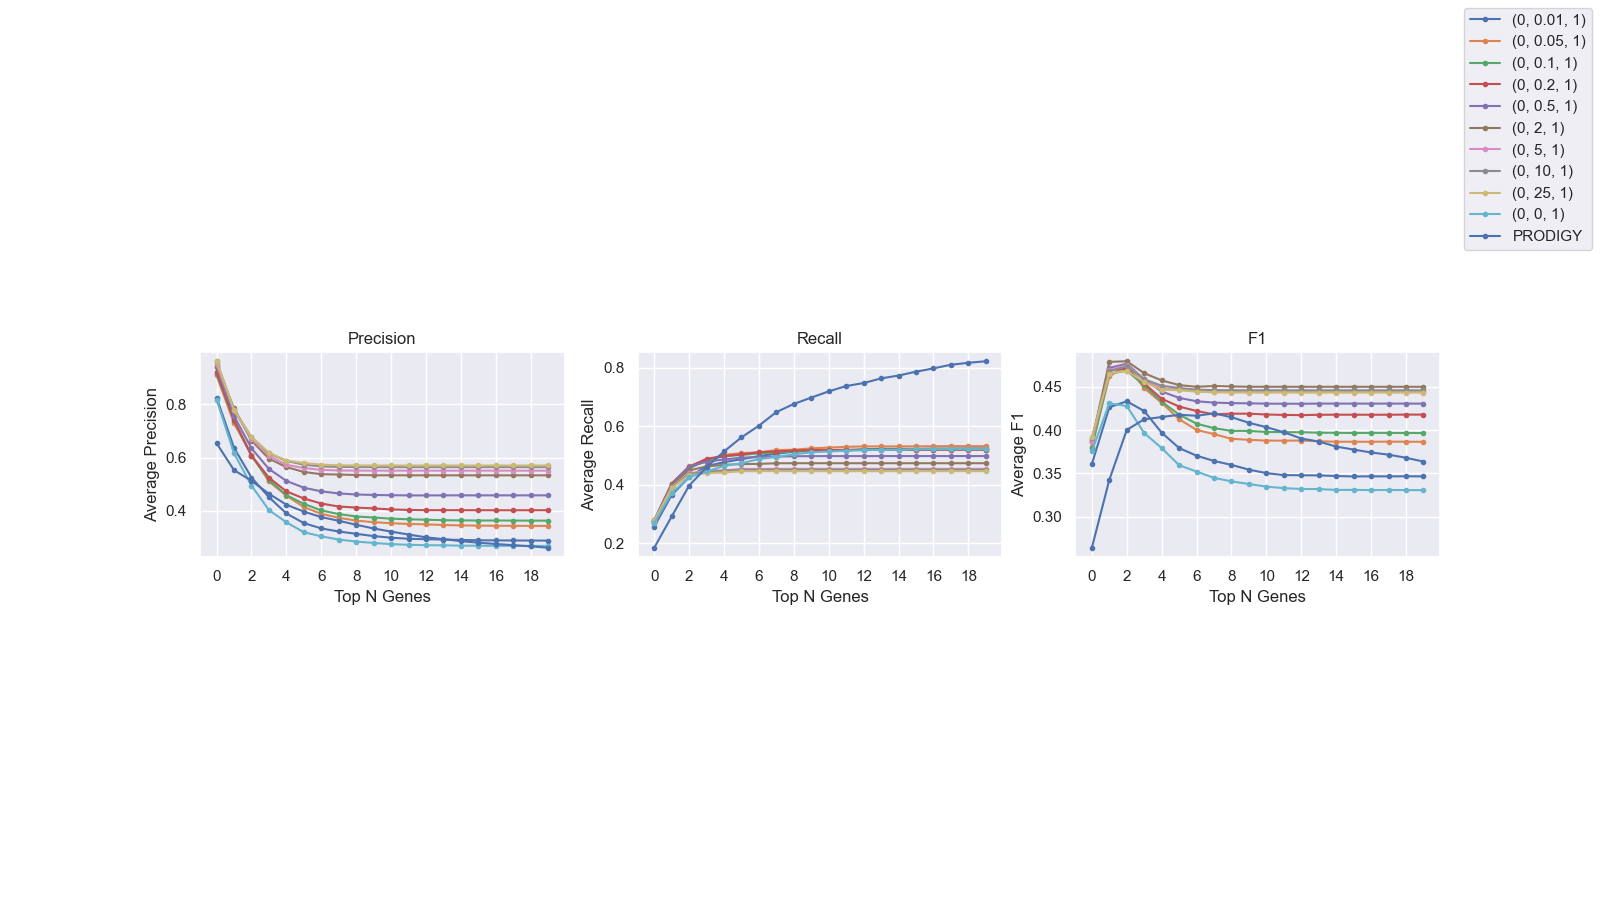 (0, 0.01, 1)
(0, 0.05, 1)
(0, 0.1, 1)
(0, 0.2, 1)
(0, 0.5, 1)
(0, 2, 1)
(0, 5, 1)
(0, 10, 1)
(0, 25, 1)
(0, 0, 1)
PRODIGY
Precision
Average Precision
0.8
0.6
0.4
0 2 4 6 8 10 12 14 16 18
Top N Genes
Recall
Average Recall
0.8
0.6
0.4
0.2
0 2 4 6 8 10 12 14 16 18
Top N Genes
F1
Average F1
0.45
0.40
0.35
0.30
0 2 4 6 8 10 12 14 16 18
Top N Genes